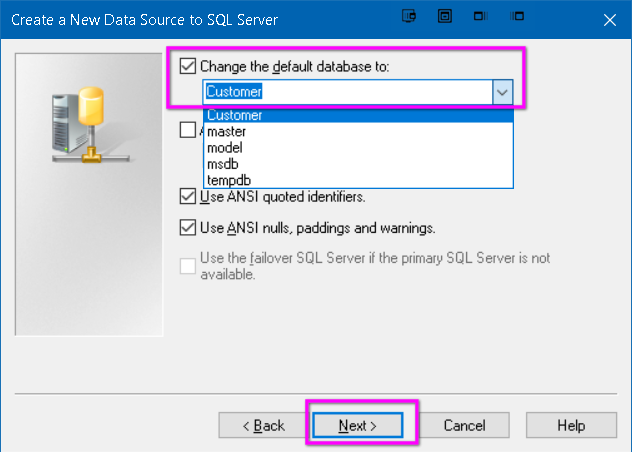 Create a New Data Source to SQL Server
Change the default database to:
Customer
Customer
master
model
msdb
tempdb
Use ANSI quoted identifiers.
Use ANSI nulls, paddings and warnings.
Use the failover SQL Server if the primary SQL Server is not
available.
< Back
Next >
Cancel
Help